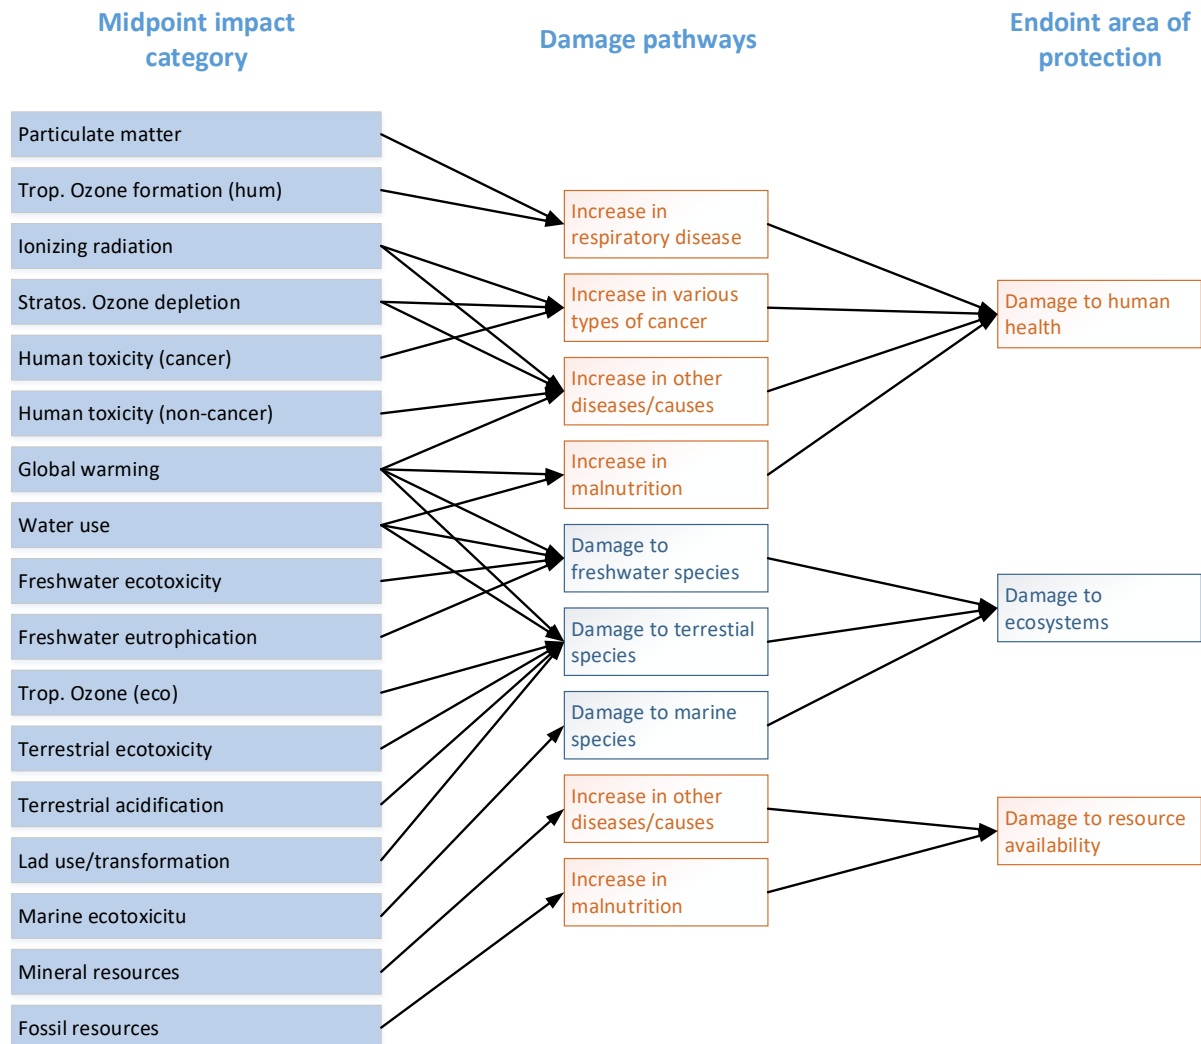 Midpoint impact
category
Damage pathways
Endoint area of
protection
Particulate matter
Trop. Ozone formation (hum)
Ionizing radiation
Stratos. Ozone depletion
Human toxicity (cancer)
Human toxicity (non-cancer)
Global warming
Water use
Freshwater ecotoxicity
Freshwater eutrophication
Trop. Ozone (eco)
Terrestrial ecotoxicity
Terrestrial acidification
Lad use/transformation
Marine ecotoxicitu
Mineral resources
Fossil resources
Increase in
respiratory disease
Increase in various
types of cancer
Increase in other
diseases/causes
Increase in
malnutrition
Damage to
freshwater species
Damage to terrestial
species
Damage to marine
species
Increase in other
diseases/causes
Increase in
malnutrition
Damage to human
health
Damage to
ecosystems
Damage to resource
availability